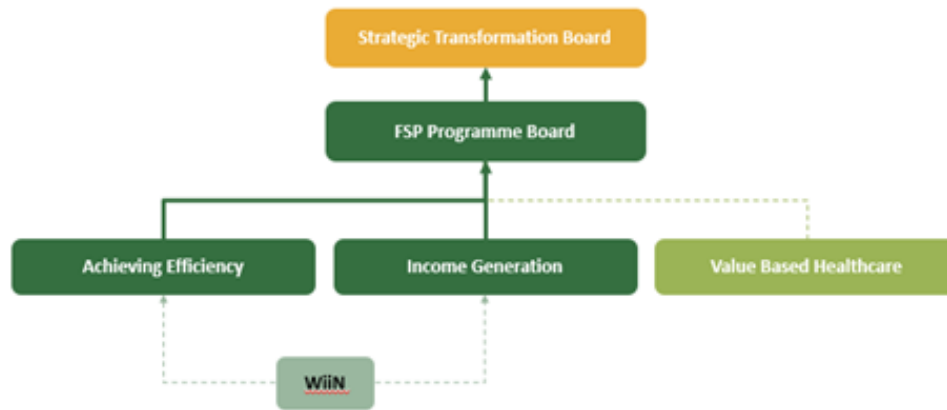 Strategic Transformation Board
FSP Programme Board
Achieving Efficiency
Income Generation
Value Based Healthcare
WiiN